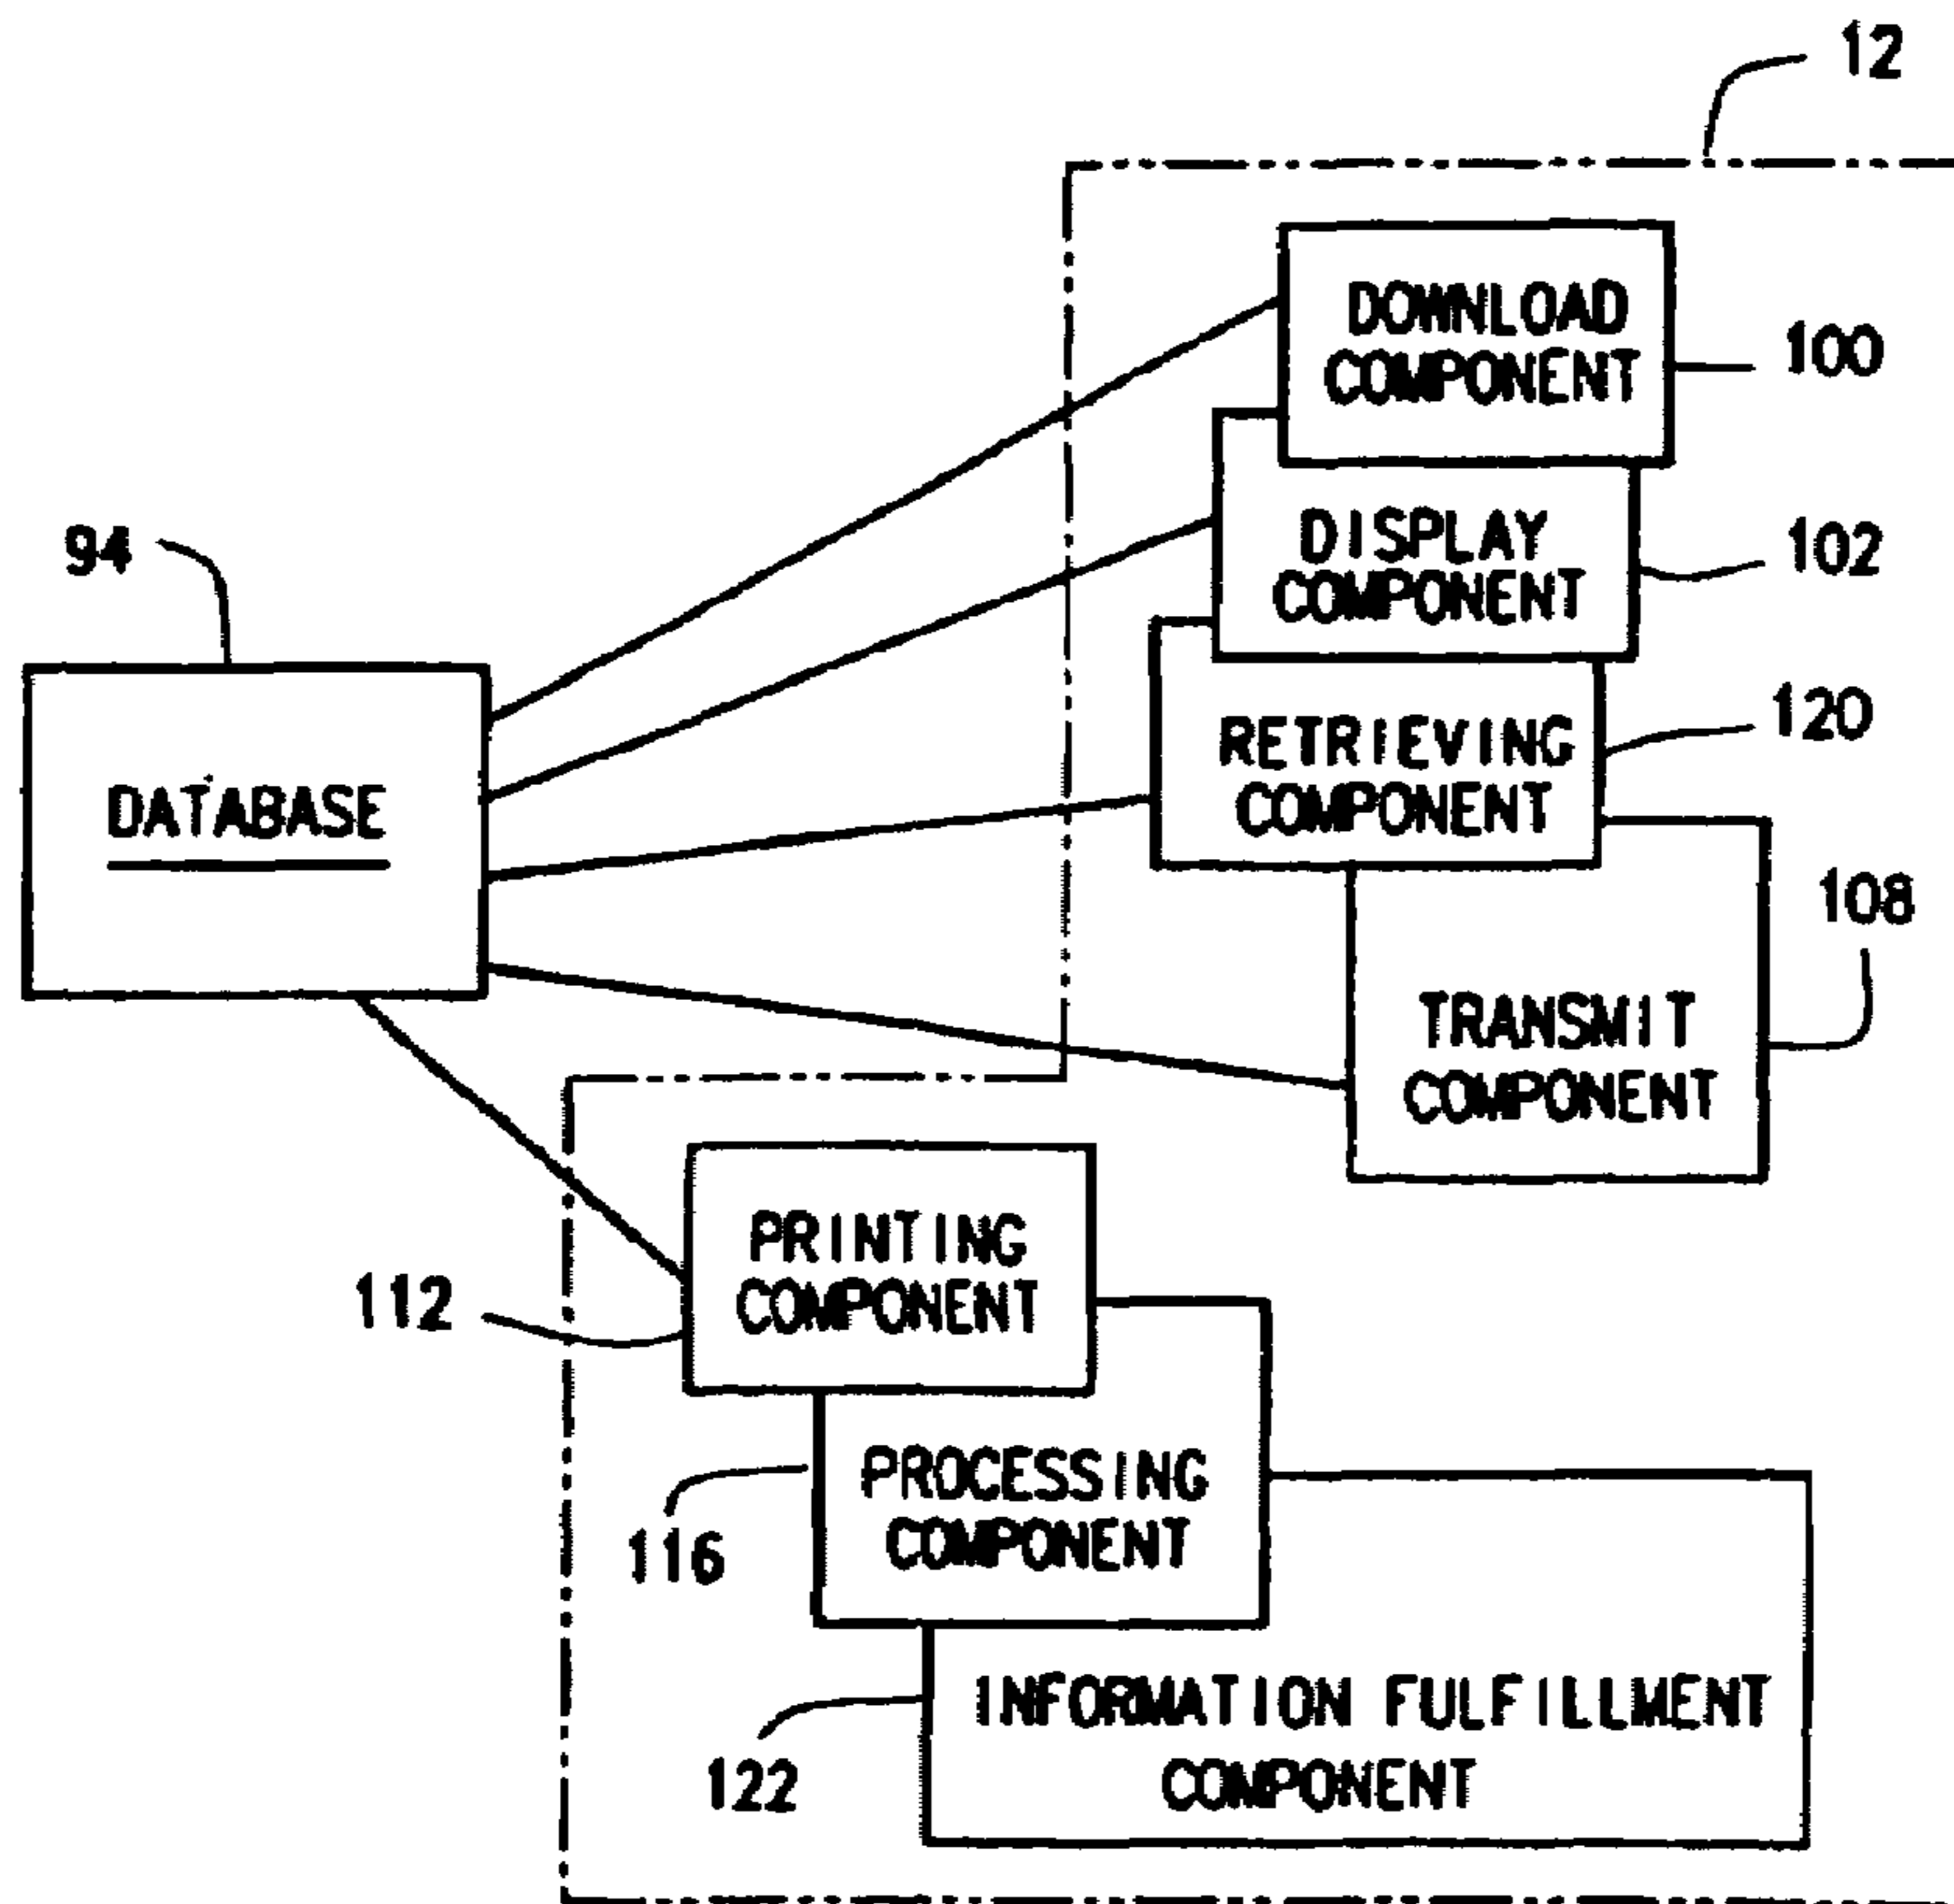 12
DOWNLOAD
COMPONENT
100
DISPLAY
COMPONENT
102
94
RETRIEVING
COMPONENT
120
DATABASE
108
TRANSMIT
COMPONENT
PRINTING
COMPONENT
112
PROCESSING
COMPONENT
116
INFORMATION FULFILLMENT
COMPONENT
122